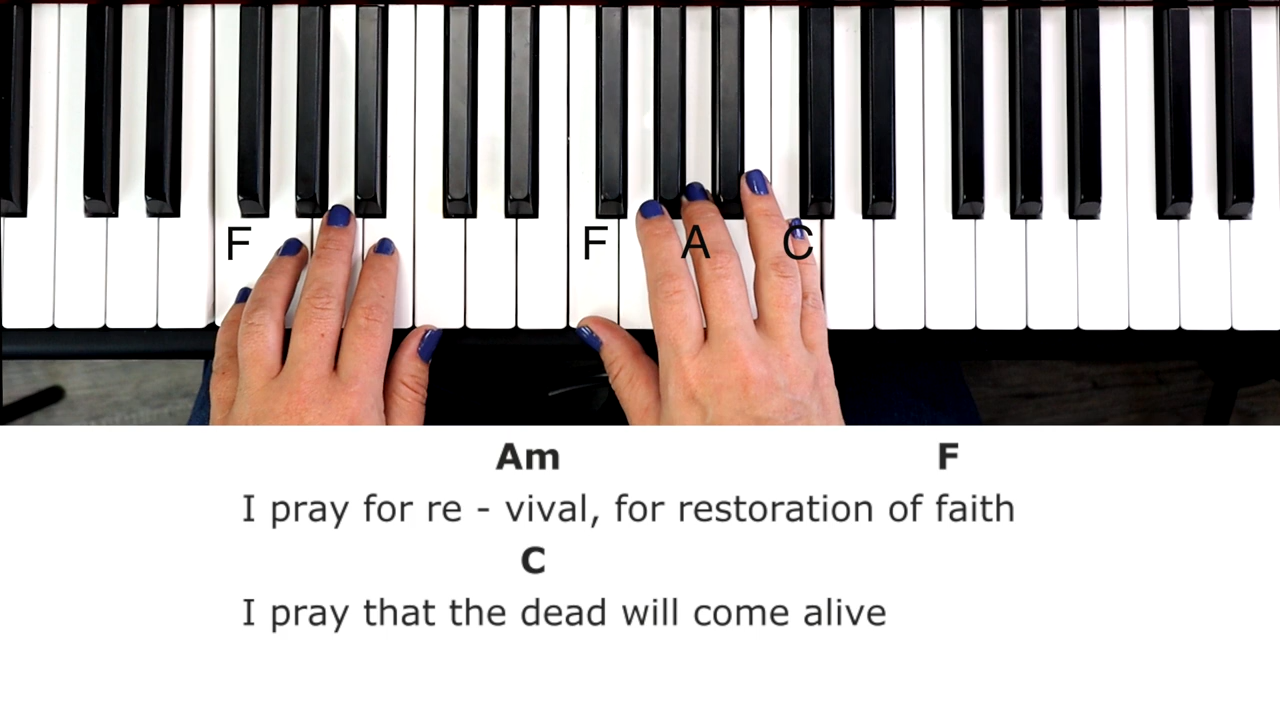 F F A C
Am F
I pray for re - vival, for restoration of faith
C
I pray that the dead will come alive